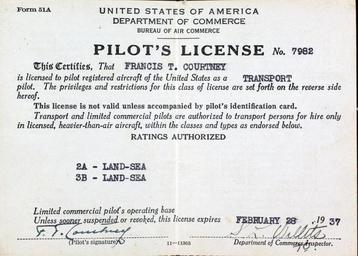 Form 51A
UNITED STATES OF AMERICA
DEPARTMENT OF COMMERCE
BUREAU OF AIR COMMERCE
PILOT'S LICENSE No. 7982
This Certifies, That FRANCIS T. COURTNEY
is licensed to pilot registered aircraft of the United States as a TRANSPORT
pilot. The privileges and restrictions for this class of license are set forth on the reverse side
hereof.
This license is not valid unless accompanied by pilot's identification card.
Transport and limited commercial pilots are authorized to transport persons for hire only
in licensed, heavier-than-air aircraft, within the classes and types as endorsed below.
RATINGS AUTHORIZED
2A - LAND-SEA
3B - LAND-SEA
Limited commercial pilot's operating base
Unless sooner suspended or revoked, this license expires FEBRUARY 28 1937
F. T. Courtney
(Pilot's signature) 11—11303 Department of Commerce Inspector.